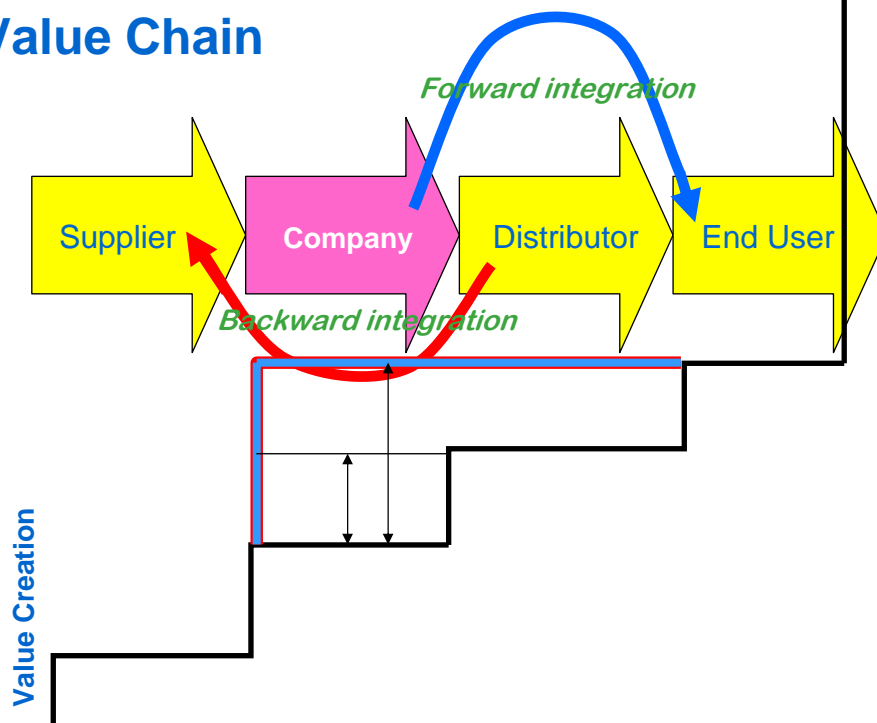 Value Chain
Forward integration
Supplier
Company
Distributor
End User
Backward integration
Value Creation